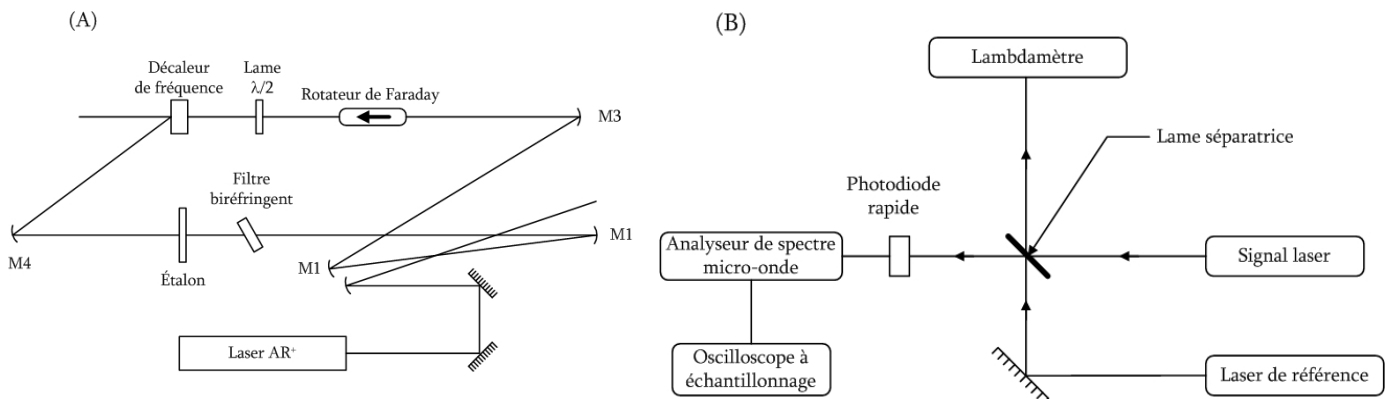 (A)
Décaleur
de fréquence
Lame
λ/2
Rotateur de Faraday
M3
Filtre
biréfringent
M4
Étalon
M1
M1
Laser AR⁺
(B)
Lambdamètre
Lame séparatrice
Photodiode
rapide
Analyseur de spectre
micro-onde
Signal laser
Oscilloscope à
échantillonnage
Laser de référence